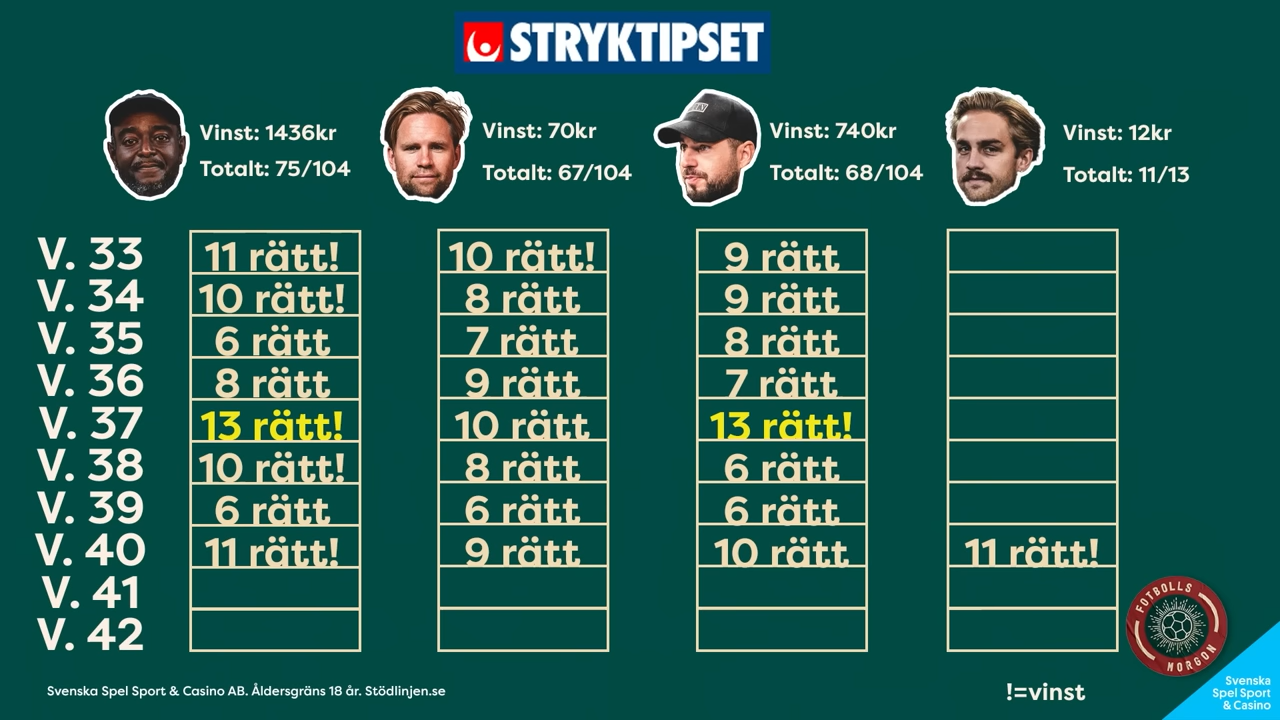 STRYKTIPSET
Vinst: 1436kr
Totalt: 75/104
Vinst: 70kr
Totalt: 67/104
Vinst: 740kr
Totalt: 68/104
Vinst: 12kr
Totalt: 11/13
V. 33 11 rätt! 10 rätt! 9 rätt
V. 34 10 rätt! 8 rätt 9 rätt
V. 35 6 rätt 7 rätt 8 rätt
V. 36 8 rätt 9 rätt 7 rätt
V. 37 13 rätt! 10 rätt 13 rätt!
V. 38 10 rätt! 8 rätt 6 rätt
V. 39 6 rätt 6 rätt 6 rätt
V. 40 11 rätt! 9 rätt 10 rätt 11 rätt!
V. 41
V. 42
FOTBOLLS
MORGON
Svenska Spel Sport & Casino AB. Åldersgräns 18 år. Stödlinjen.se
!=vinst
Svenska
Spel Sport
& Casino